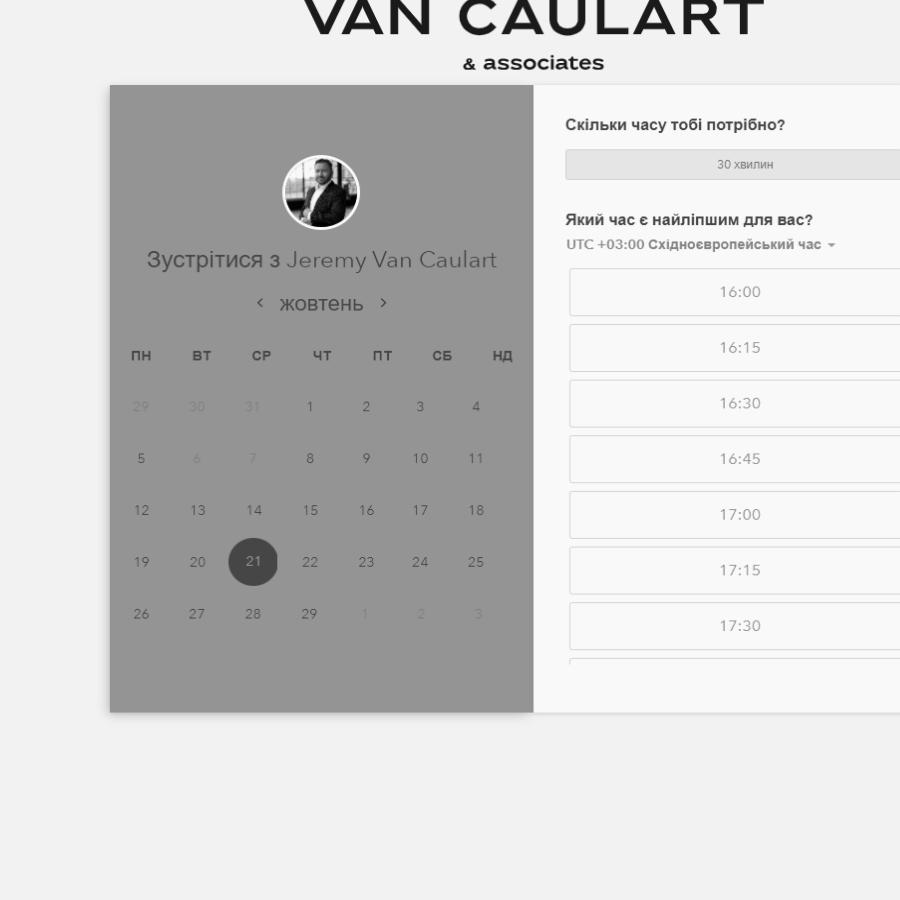 VAN CAULART
& associates
Зустрітися з Jeremy Van Caulart
жовтень
ПН ВТ СР ЧТ ПТ СБ НД
29 30 31 1 2 3 4
5 6 7 8 9 10 11
12 13 14 15 16 17 18
19 20 21 22 23 24 25
26 27 28 29 1 2 3
Скільки часу тобі потрібно?
30 хвилин
Який час є найліпшим для вас?
UTC +03:00 Східноєвропейський час
16:00
16:15
16:30
16:45
17:00
17:15
17:30